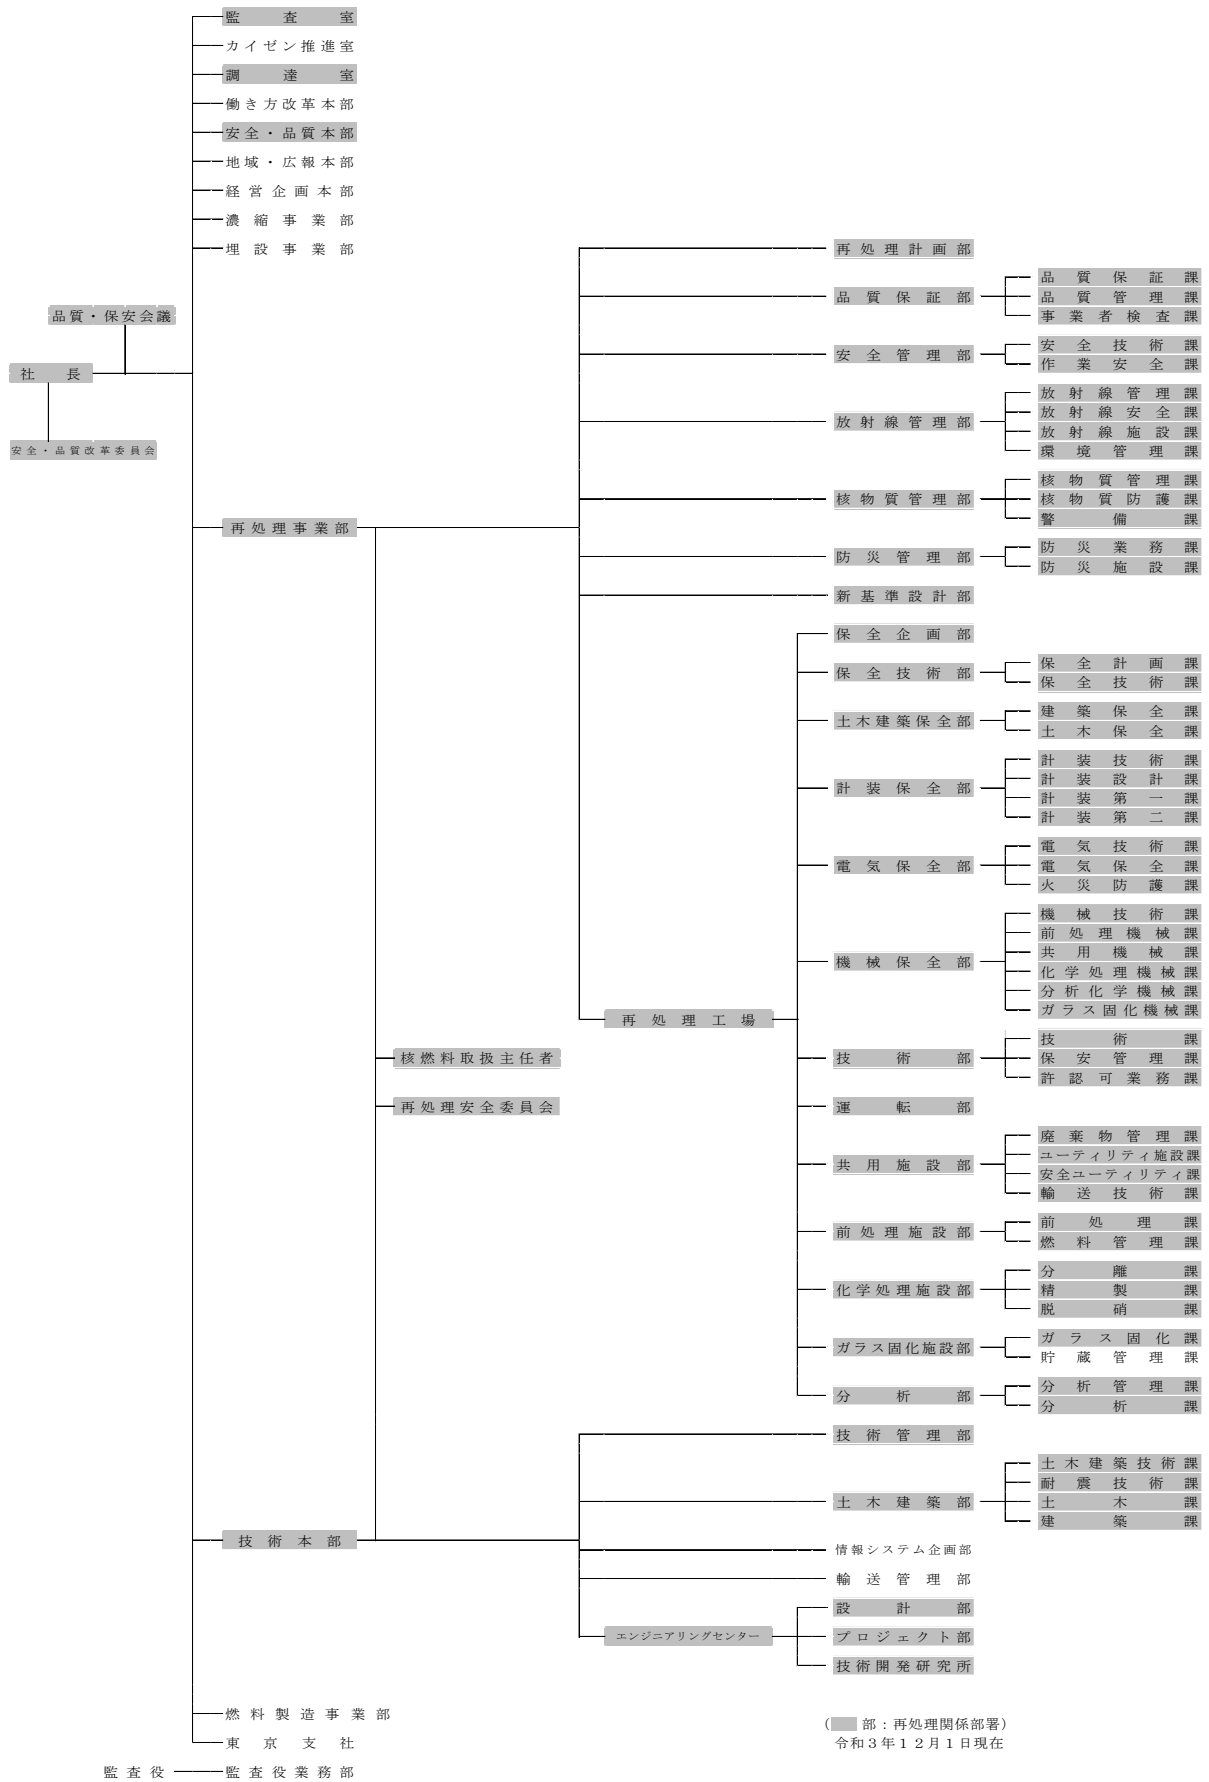 監査室
カイゼン推進室
調達室
働き方改革本部
安全・品質本部
地域・広報本部
経営企画本部
濃縮事業部
埋設事業部
品質・保安会議
社長
安全・品質改革委員会
再処理事業部
再処理計画部
品質保証部
品質保証課
品質管理課
事業者検査課
安全管理部
安全技術課
作業安全課
放射線管理部
放射線管理課
放射線安全課
放射線施設課
環境管理課
核物質管理部
核物質管理課
核物質防護課
警備課
防災管理部
防災業務課
防災施設課
新基準設計部
再処理工場
保全企画部
保全技術部
保全計画課
保全技術課
土木建築保全部
建築保全課
土木保全課
計装保全部
計装技術課
計装設計課
計装第一課
計装第二課
電気保全部
電気技術課
電気保全課
火災防護課
機械保全部
機械技術課
前処理機械課
共用機械課
化学処理機械課
分析化学機械課
ガラス固化機械課
技術部
技術課
保安管理課
許認可業務課
運転部
共用施設部
廃棄物管理課
ユーティリティ施設課
安全ユーティリティ課
輸送技術課
前処理施設部
前処理課
燃料管理課
化学処理施設部
分離課
精製課
脱硝課
ガラス固化施設部
ガラス固化課
貯蔵管理課
分析部
分析管理課
分析課
核燃料取扱主任者
再処理安全委員会
技術本部
技術管理部
土木建築部
土木建築技術課
耐震技術課
土木課
建築課
情報システム企画部
輸送管理部
エンジニアリングセンター
設計部
プロジェクト部
技術開発研究所
燃料製造事業部
東京支社
監査役 監査役業務部
(部：再処理関係部署)
令和3年12月1日現在